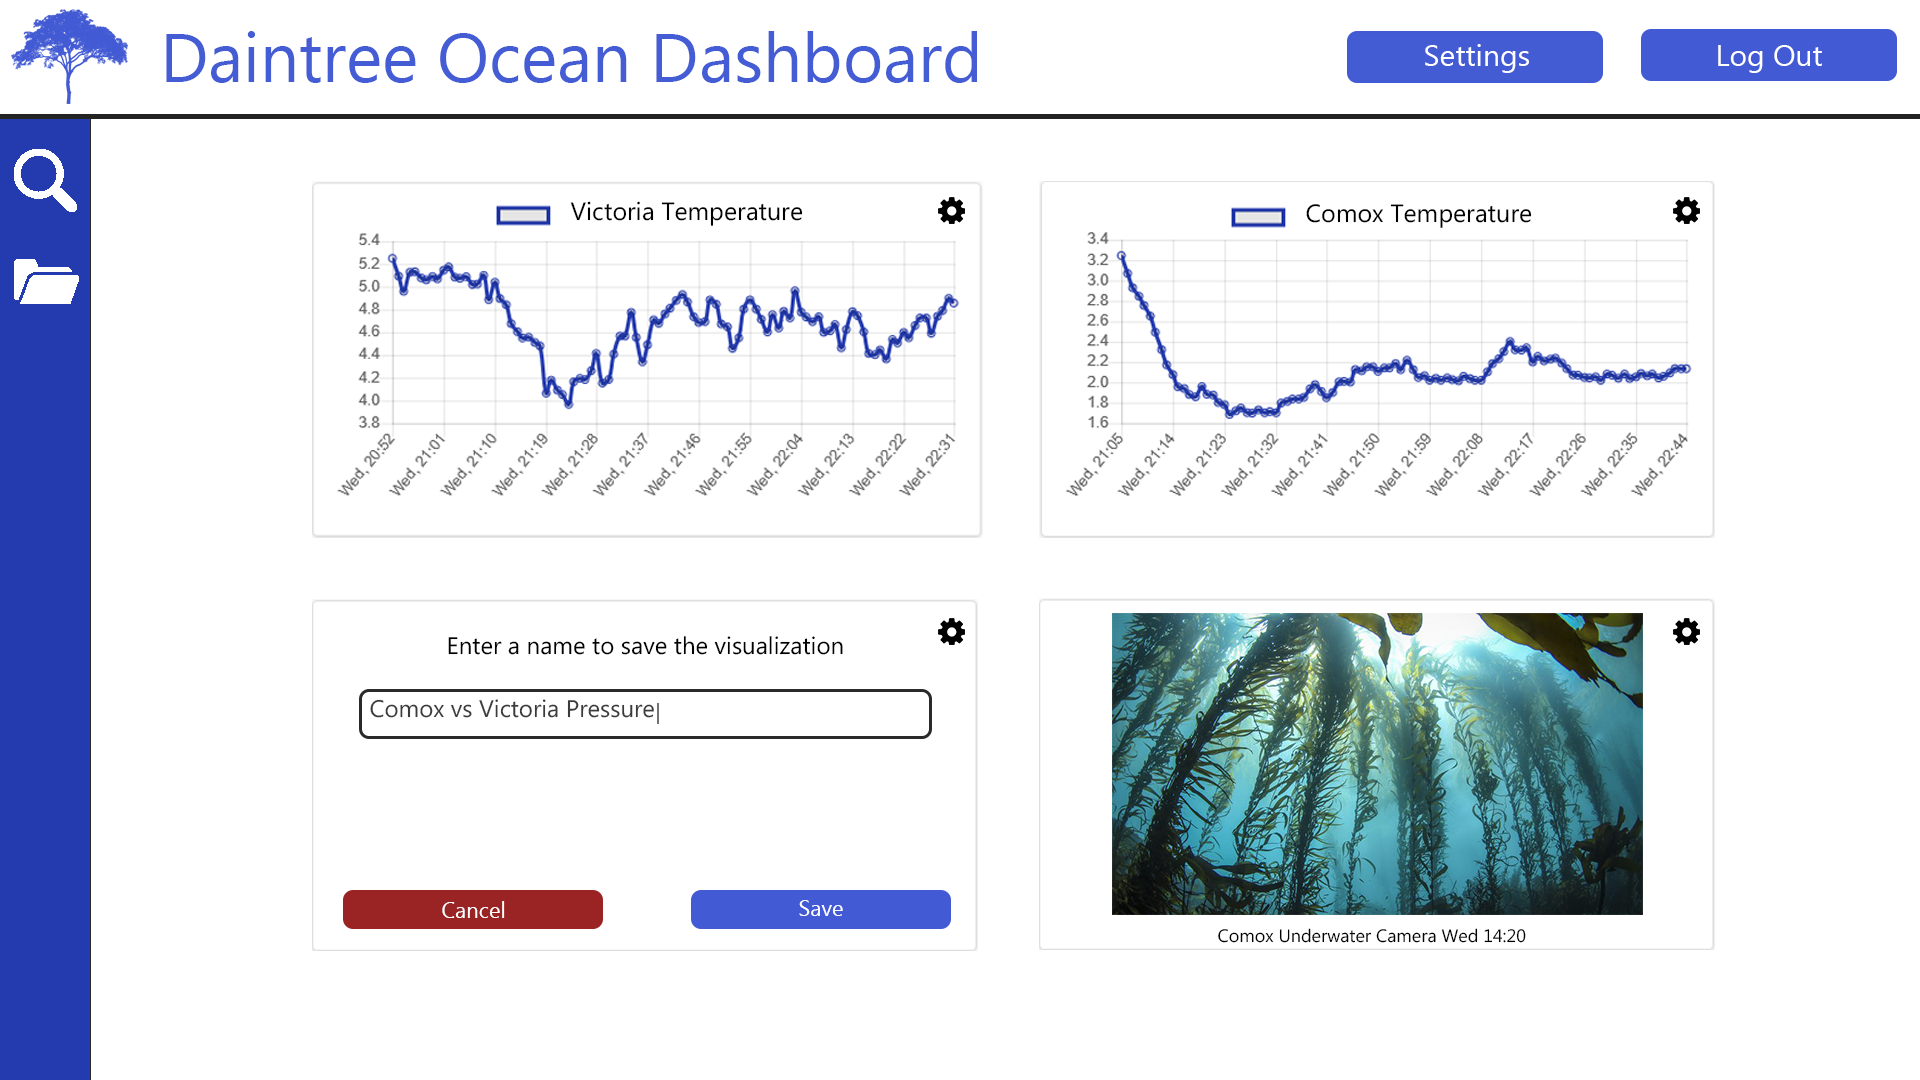 Daintree Ocean Dashboard
Settings
Log Out
Victoria Temperature
5.4
5.2
5.0
4.8
4.6
4.4
4.2
4.0
3.8
Wed, 20:52
Wed, 21:01
Wed, 21:10
Wed, 21:19
Wed, 21:28
Wed, 21:37
Wed, 21:46
Wed, 21:55
Wed, 22:04
Wed, 22:13
Wed, 22:22
Wed, 22:31
Comox Temperature
3.4
3.2
3.0
2.8
2.6
2.4
2.2
2.0
1.8
1.6
Wed, 21:05
Wed, 21:14
Wed, 21:23
Wed, 21:32
Wed, 21:41
Wed, 21:50
Wed, 21:59
Wed, 22:08
Wed, 22:17
Wed, 22:26
Wed, 22:35
Wed, 22:44
Enter a name to save the visualization
Comox vs Victoria Pressure
Cancel
Save
Comox Underwater Camera Wed 14:20